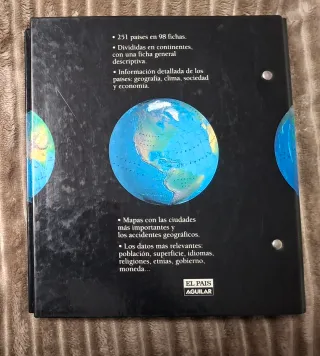 • 251 países en 98 fichas.
• Divididas en continentes,
con una ficha general
descriptiva.
• Información detallada de los
países: geografía, clima, sociedad
y economía.
• Mapas con las ciudades
más importantes y
los accidentes geográficos.
• Los datos más relevantes:
población, superficie, idiomas,
religiones, etnias, gobierno,
moneda...
EL PAIS
AGUILAR